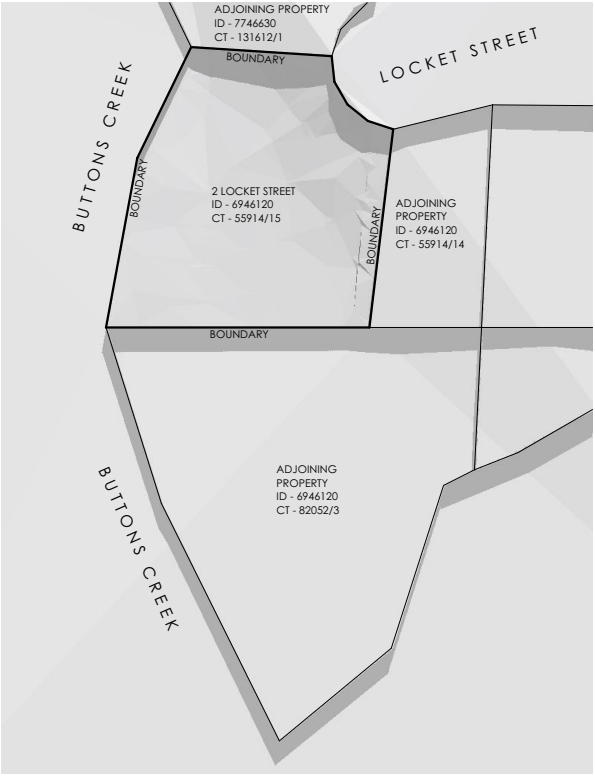 ADJOINING PROPERTY
ID - 7746630
CT - 131612/1
BOUNDARY
LOCKET STREET
BUTTONS CREEK
BOUNDARY
2 LOCKET STREET
ID - 6946120
CT - 55914/15
BOUNDARY
ADJOINING
PROPERTY
ID - 6946120
CT - 55914/14
BOUNDARY
ADJOINING
PROPERTY
ID - 6946120
CT - 82052/3
BUTTONS CREEK